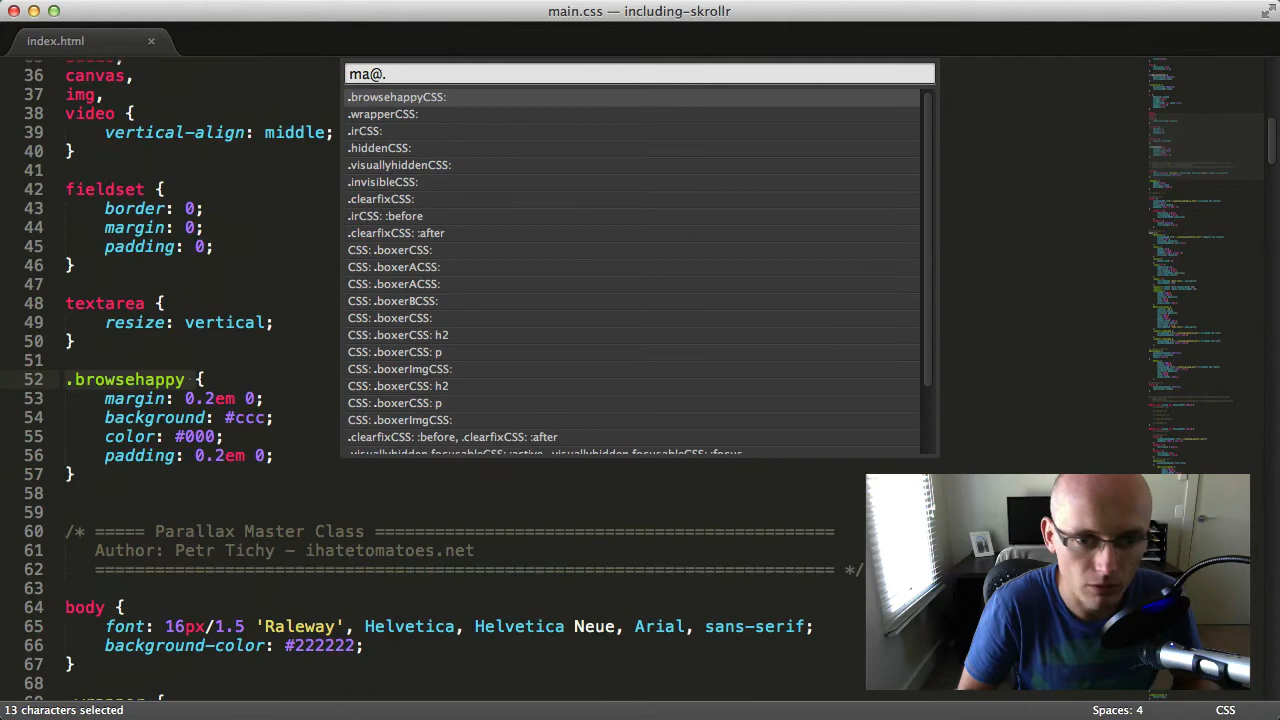 main.css — including-skrollr
index.html
ma@.
.browsehappyCSS:
.wrapperCSS:
.irCSS:
.hiddenCSS:
.visuallyhiddenCSS:
.invisibleCSS:
.clearfixCSS:
.irCSS: :before
.clearfixCSS: :after
CSS: .boxerCSS:
CSS: .boxerACSS:
CSS: .boxerACSS:
CSS: .boxerBCSS:
CSS: .boxerCSS:
CSS: .boxerCSS: h2
CSS: .boxerCSS: p
CSS: .boxerImgCSS:
CSS: .boxerCSS: h2
CSS: .boxerCSS: p
CSS: .boxerImgCSS:
.clearfixCSS: :before, .clearfixCSS: :after
36 canvas,
37 img,
38 video {
39 vertical-align: middle;
40 }
41
42 fieldset {
43 border: 0;
44 margin: 0;
45 padding: 0;
46 }
47
48 textarea {
49 resize: vertical;
50 }
51
52 .browsehappy {
53 margin: 0.2em 0;
54 background: #ccc;
55 color: #000;
56 padding: 0.2em 0;
57 }
58
59
60 /* ===== Parallax Master Class ==============================================
61 Author: Petr Tichy - ihatetomatoes.net
62 ========================================================================== */
63
64 body {
65 font: 16px/1.5 'Raleway', Helvetica, Helvetica Neue, Arial, sans-serif;
66 background-color: #222222;
67 }
68
13 characters selected
Spaces: 4
CSS